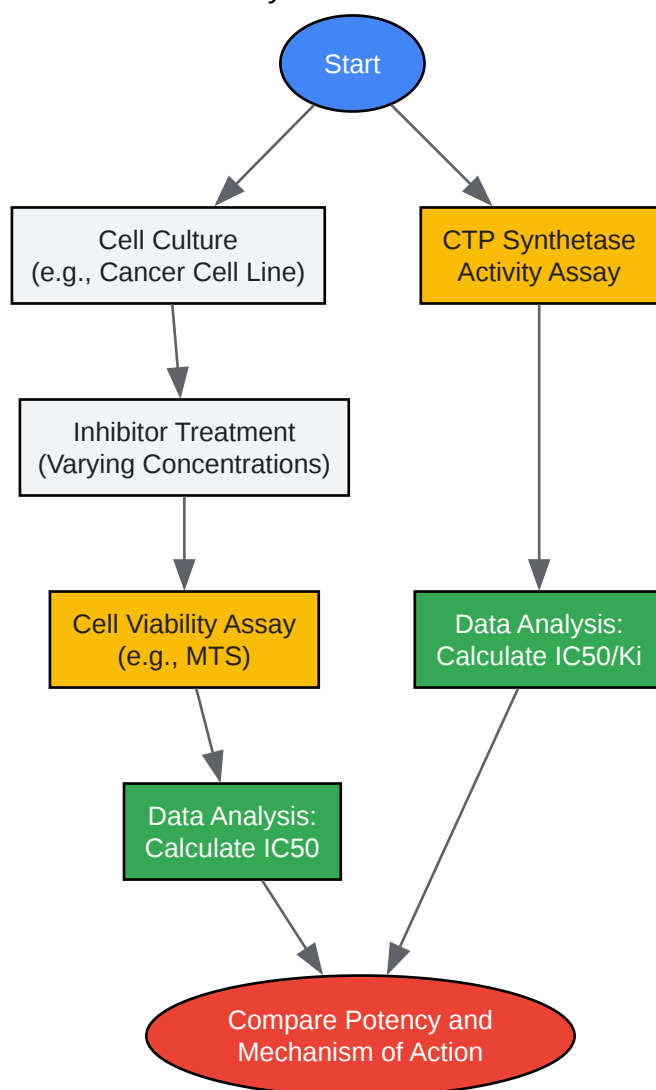 Start
Cell Culture
(e.g., Cancer Cell Line)
CTP Synthetase
Activity Assay
Inhibitor Treatment
(Varying Concentrations)
Cell Viability Assay
(e.g., MTS)
Data Analysis:
Calculate IC50/Ki
Data Analysis:
Calculate IC50
Compare Potency and
Mechanism of Action